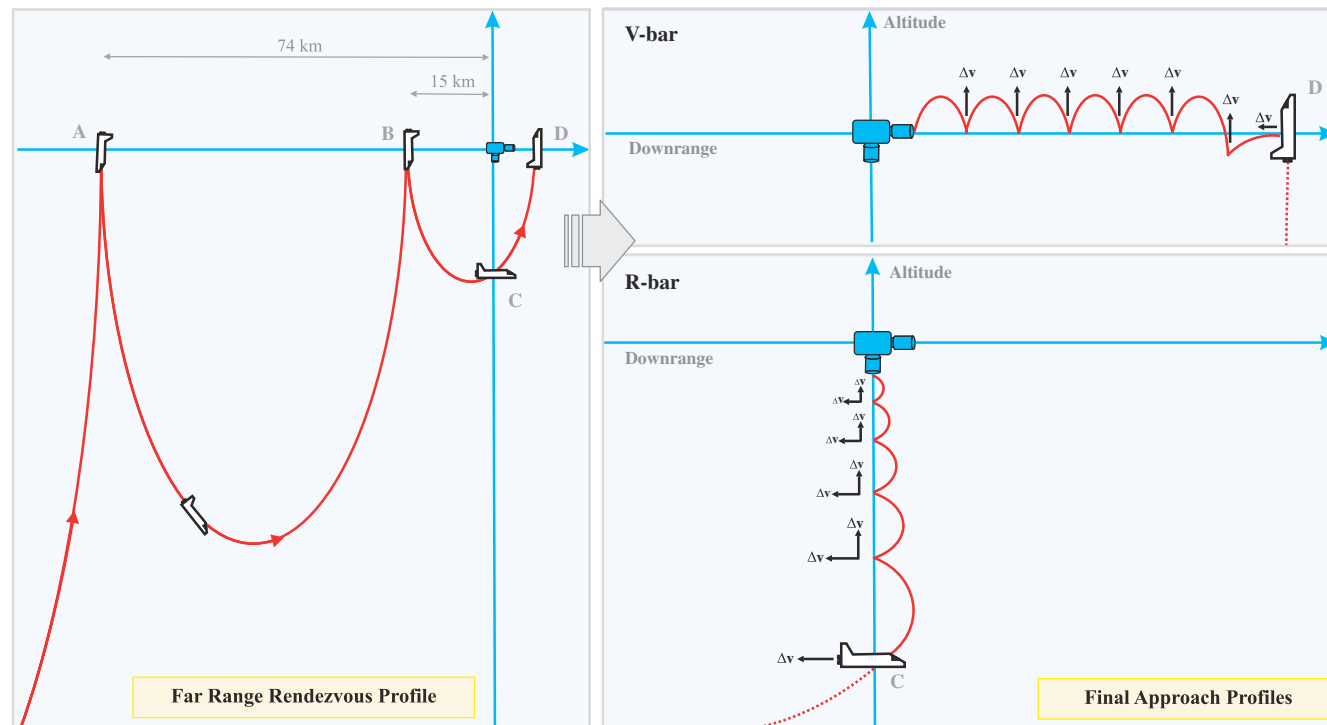 74 km
15 km
A
B
D
C
Far Range Rendezvous Profile
V-bar
Altitude
Δv
Δv
Δv
Δv
Δv
D
Δv
Δv
Downrange
R-bar
Altitude
Downrange
Δv
Δv
Δv
Δv
Δv
Δv
Δv
Δv
Δv
C
Final Approach Profiles